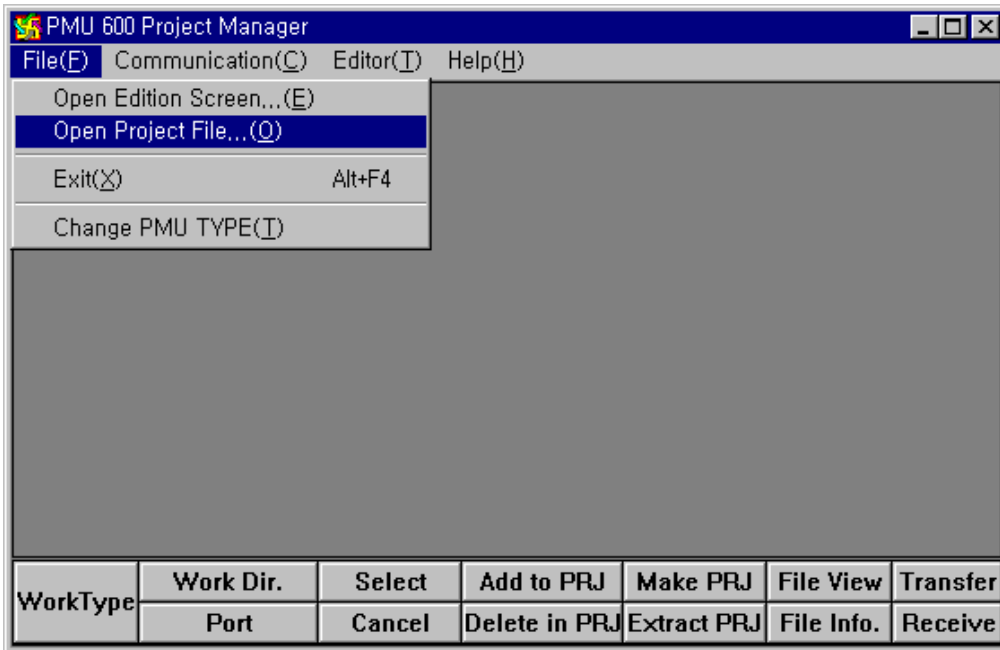 PMU 600 Project Manager
File(F) Communication(C) Editor(T) Help(H)
Open Edition Screen...(E)
Open Project File...(O)
Exit(X) Alt+F4
Change PMU TYPE(T)
WorkType
Work Dir. Select Add to PRJ Make PRJ File View Transfer
Port Cancel Delete in PRJ Extract PRJ File Info. Receive